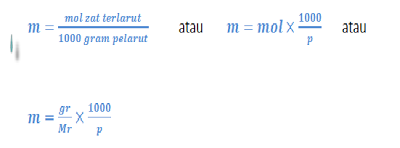 m = mol zat terlarut / 1000 gram pelarut atau m = mol × 1000 / p atau
m = gr / Mr × 1000 / p